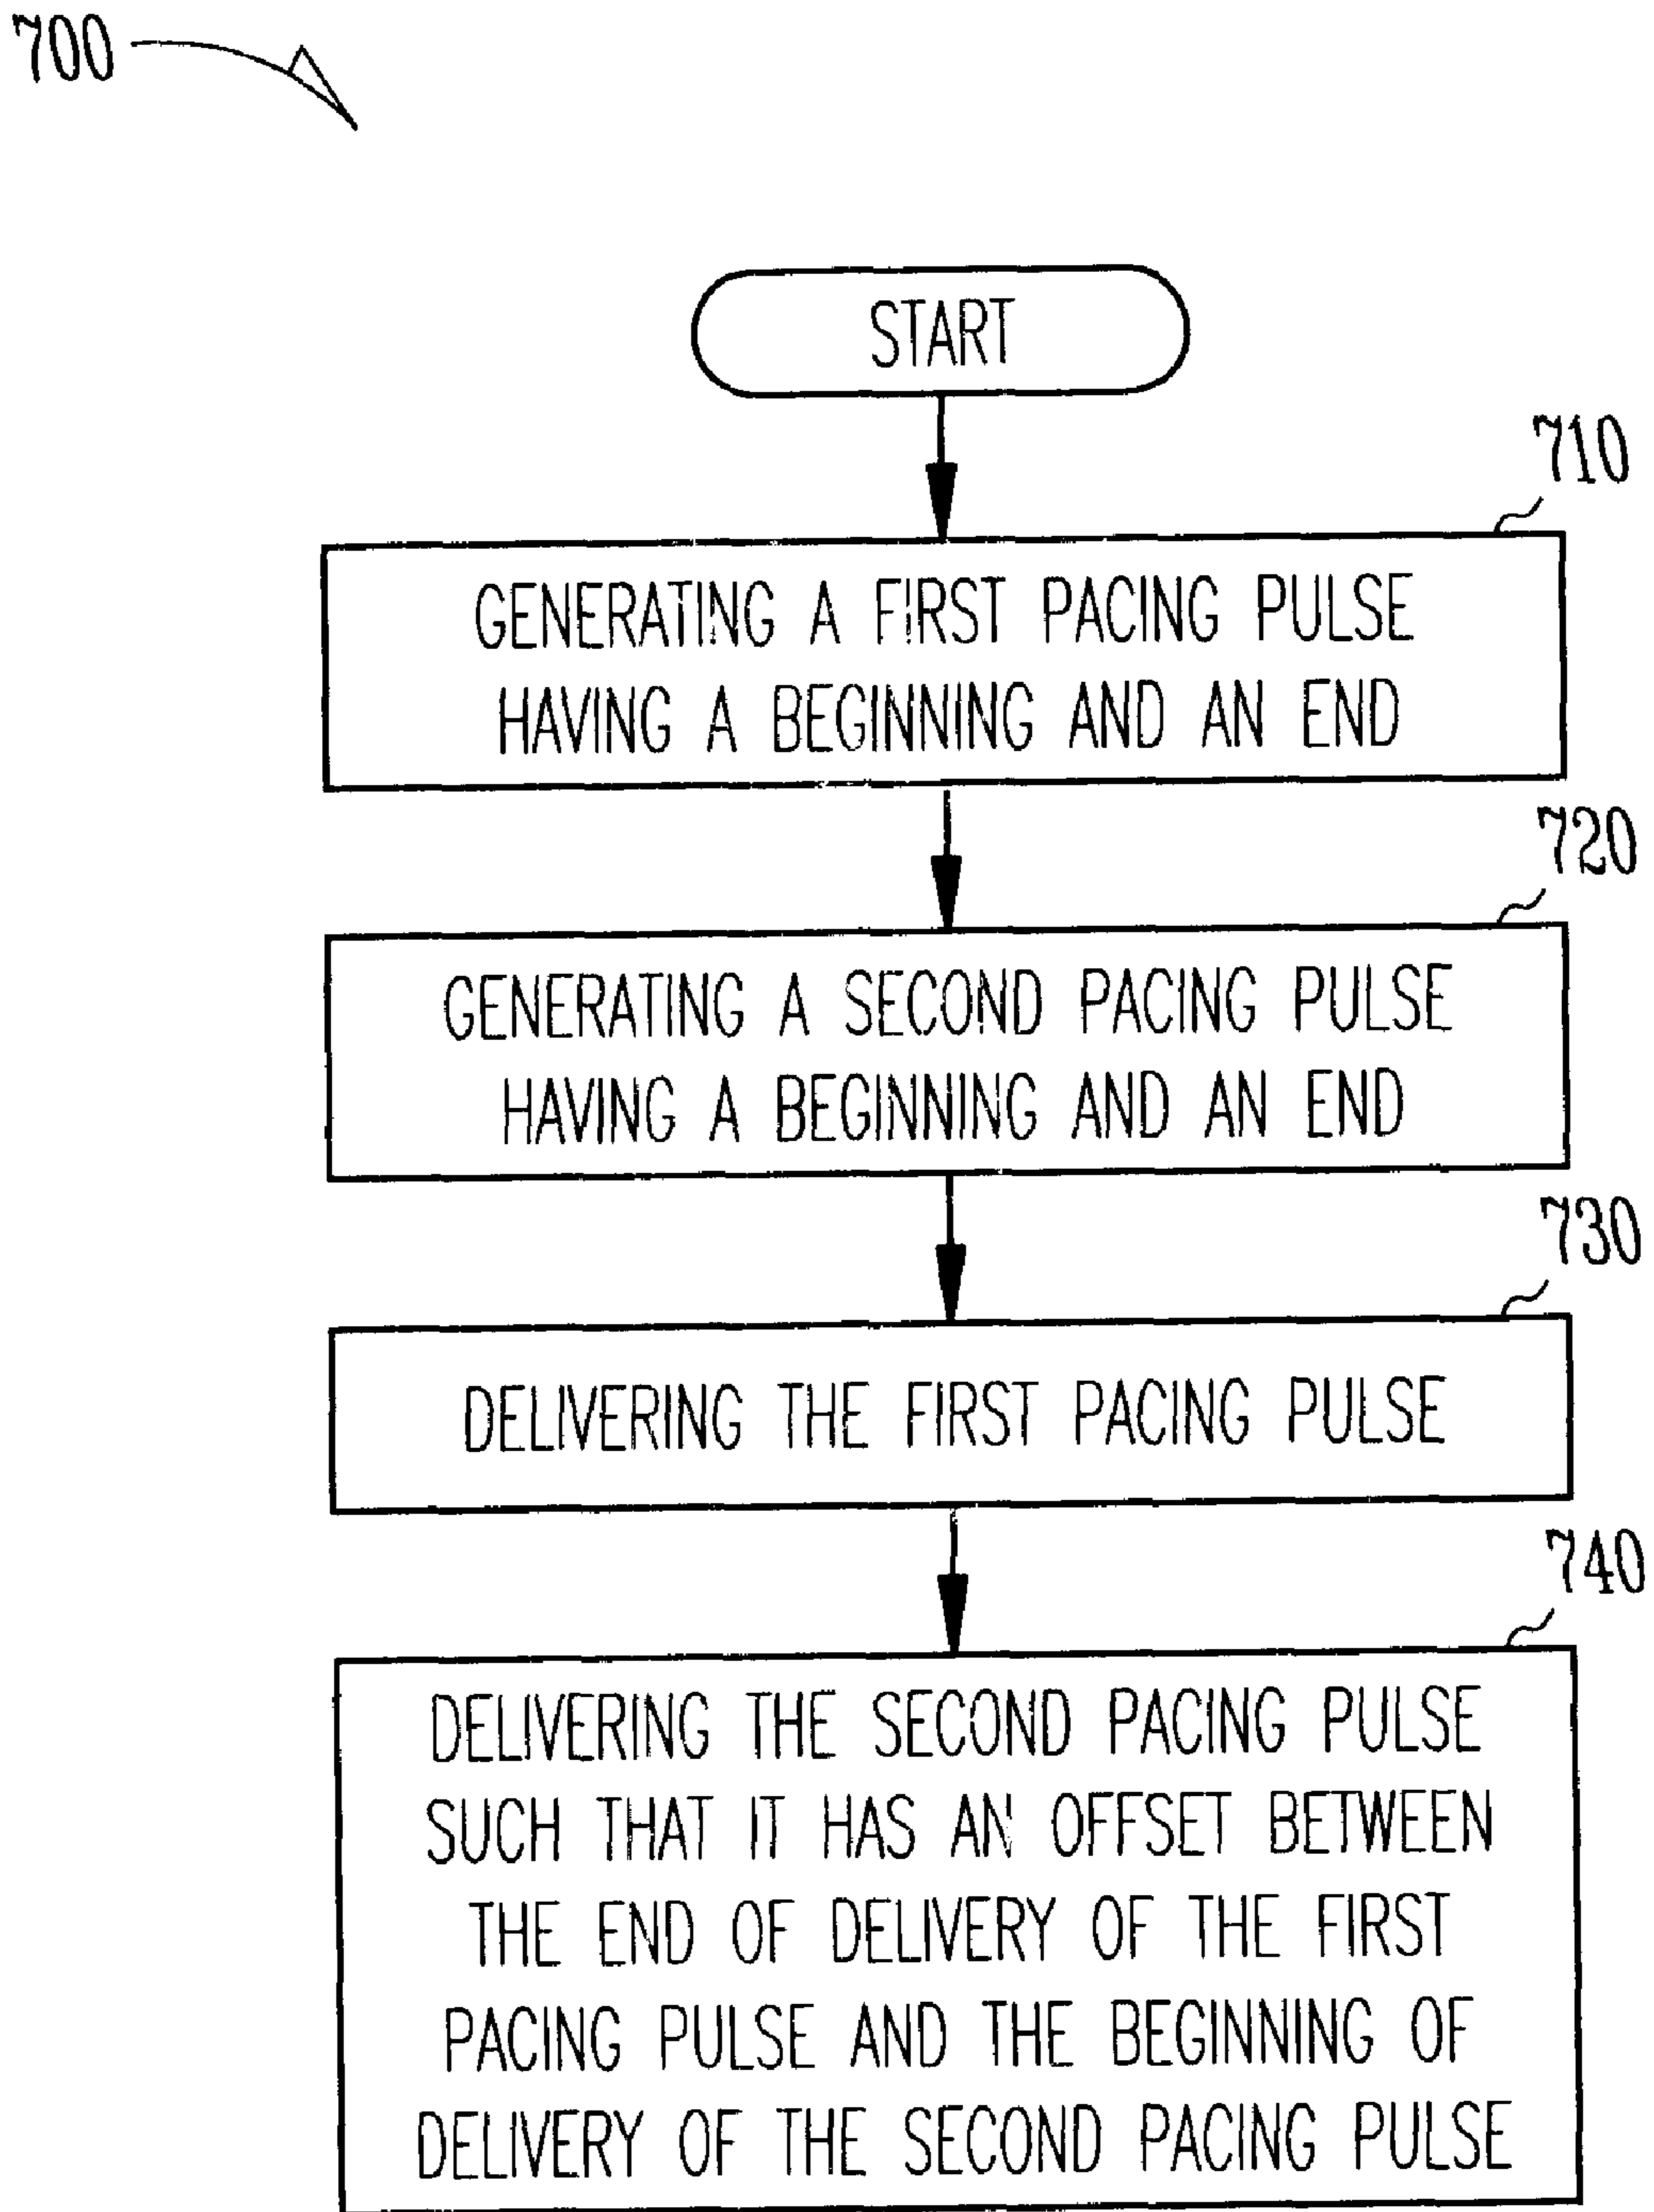 700
START
710
GENERATING A FIRST PACING PULSE
HAVING A BEGINNING AND AN END
720
GENERATING A SECOND PACING PULSE
HAVING A BEGINNING AND AN END
730
DELIVERING THE FIRST PACING PULSE
740
DELIVERING THE SECOND PACING PULSE
SUCH THAT IT HAS AN OFFSET BETWEEN
THE END OF DELIVERY OF THE FIRST
PACING PULSE AND THE BEGINNING OF
DELIVERY OF THE SECOND PACING PULSE